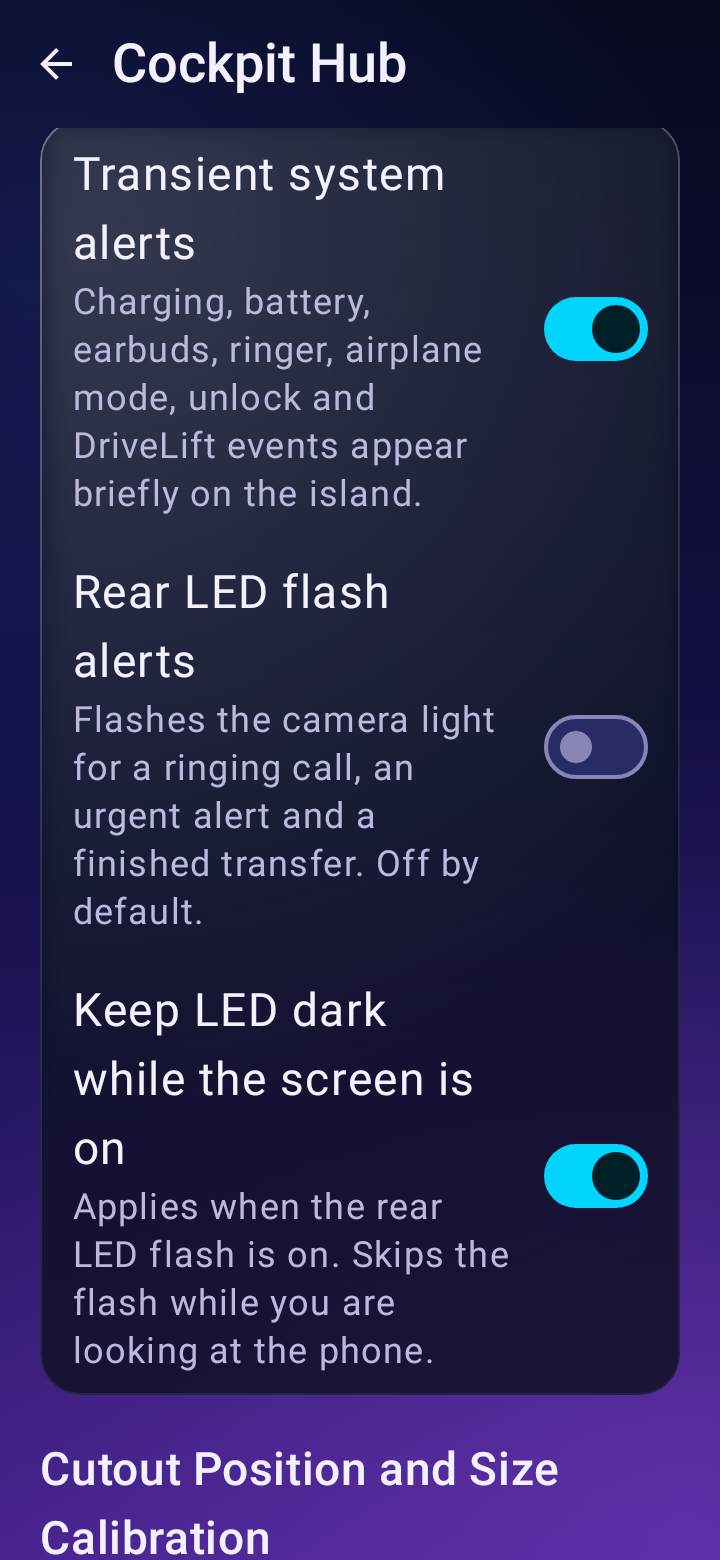 Cockpit Hub
Transient system
alerts
Charging, battery,
earbuds, ringer, airplane
mode, unlock and
DriveLift events appear
briefly on the island.
Rear LED flash
alerts
Flashes the camera light
for a ringing call, an
urgent alert and a
finished transfer. Off by
default.
Keep LED dark
while the screen is
on
Applies when the rear
LED flash is on. Skips the
flash while you are
looking at the phone.
Cutout Position and Size
Calibration